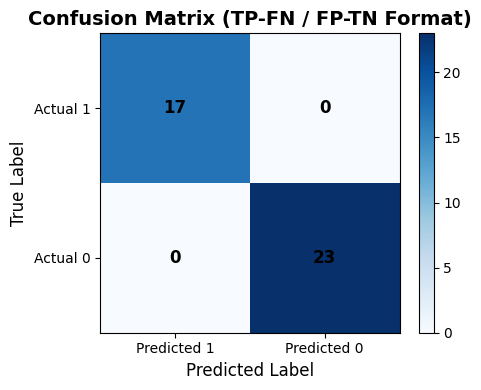 Confusion Matrix (TP-FN / FP-TN Format)
True Label
Actual 1
17
0
Actual 0
0
23
Predicted 1
Predicted 0
Predicted Label
20
15
10
5
0